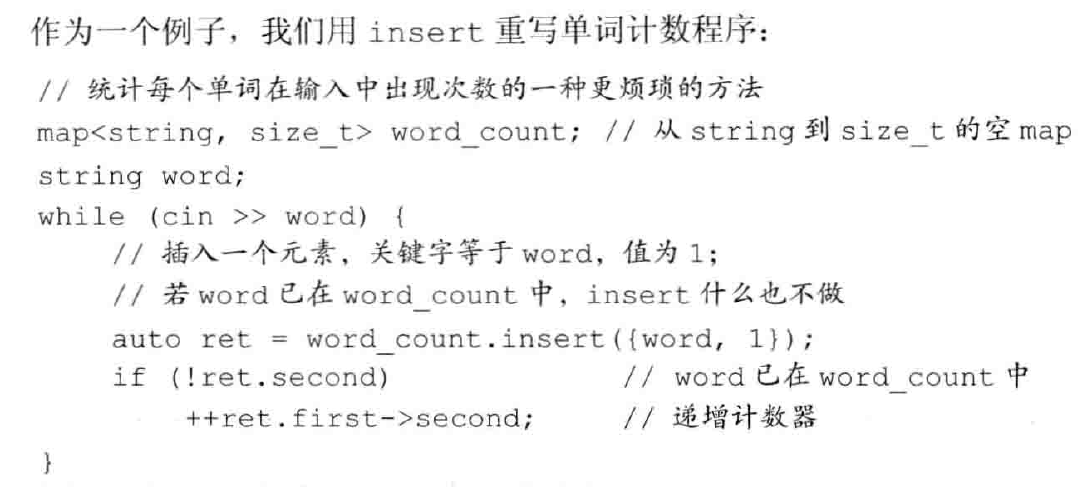 作为一个例子，我们用 insert 重写单词计数程序：
// 统计每个单词在输入中出现次数的一种更烦琐的方法
map<string, size_t> word_count; // 从 string 到 size_t 的空 map
string word;
while (cin >> word) {
// 插入一个元素，关键字等于 word，值为 1；
// 若 word 已在 word_count 中，insert 什么也不做
auto ret = word_count.insert({word, 1});
if (!ret.second) // word 已在 word_count 中
++ret.first->second; // 递增计数器
}